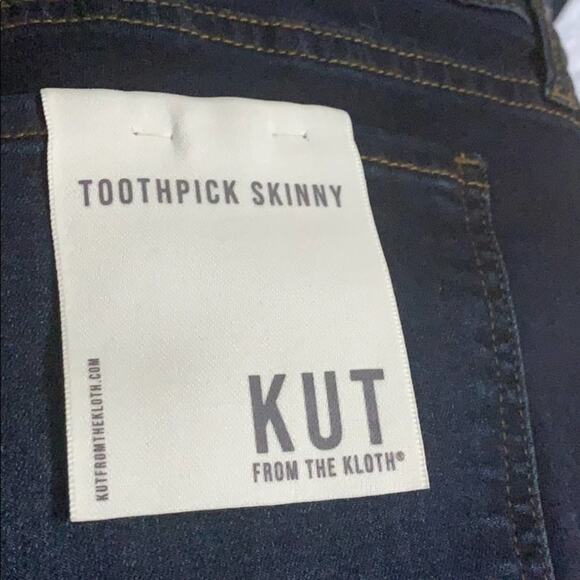 TOOTHPICK SKINNY
KUTFROMTHEKLOTH.COM
KUT
FROM THE KLOTH®